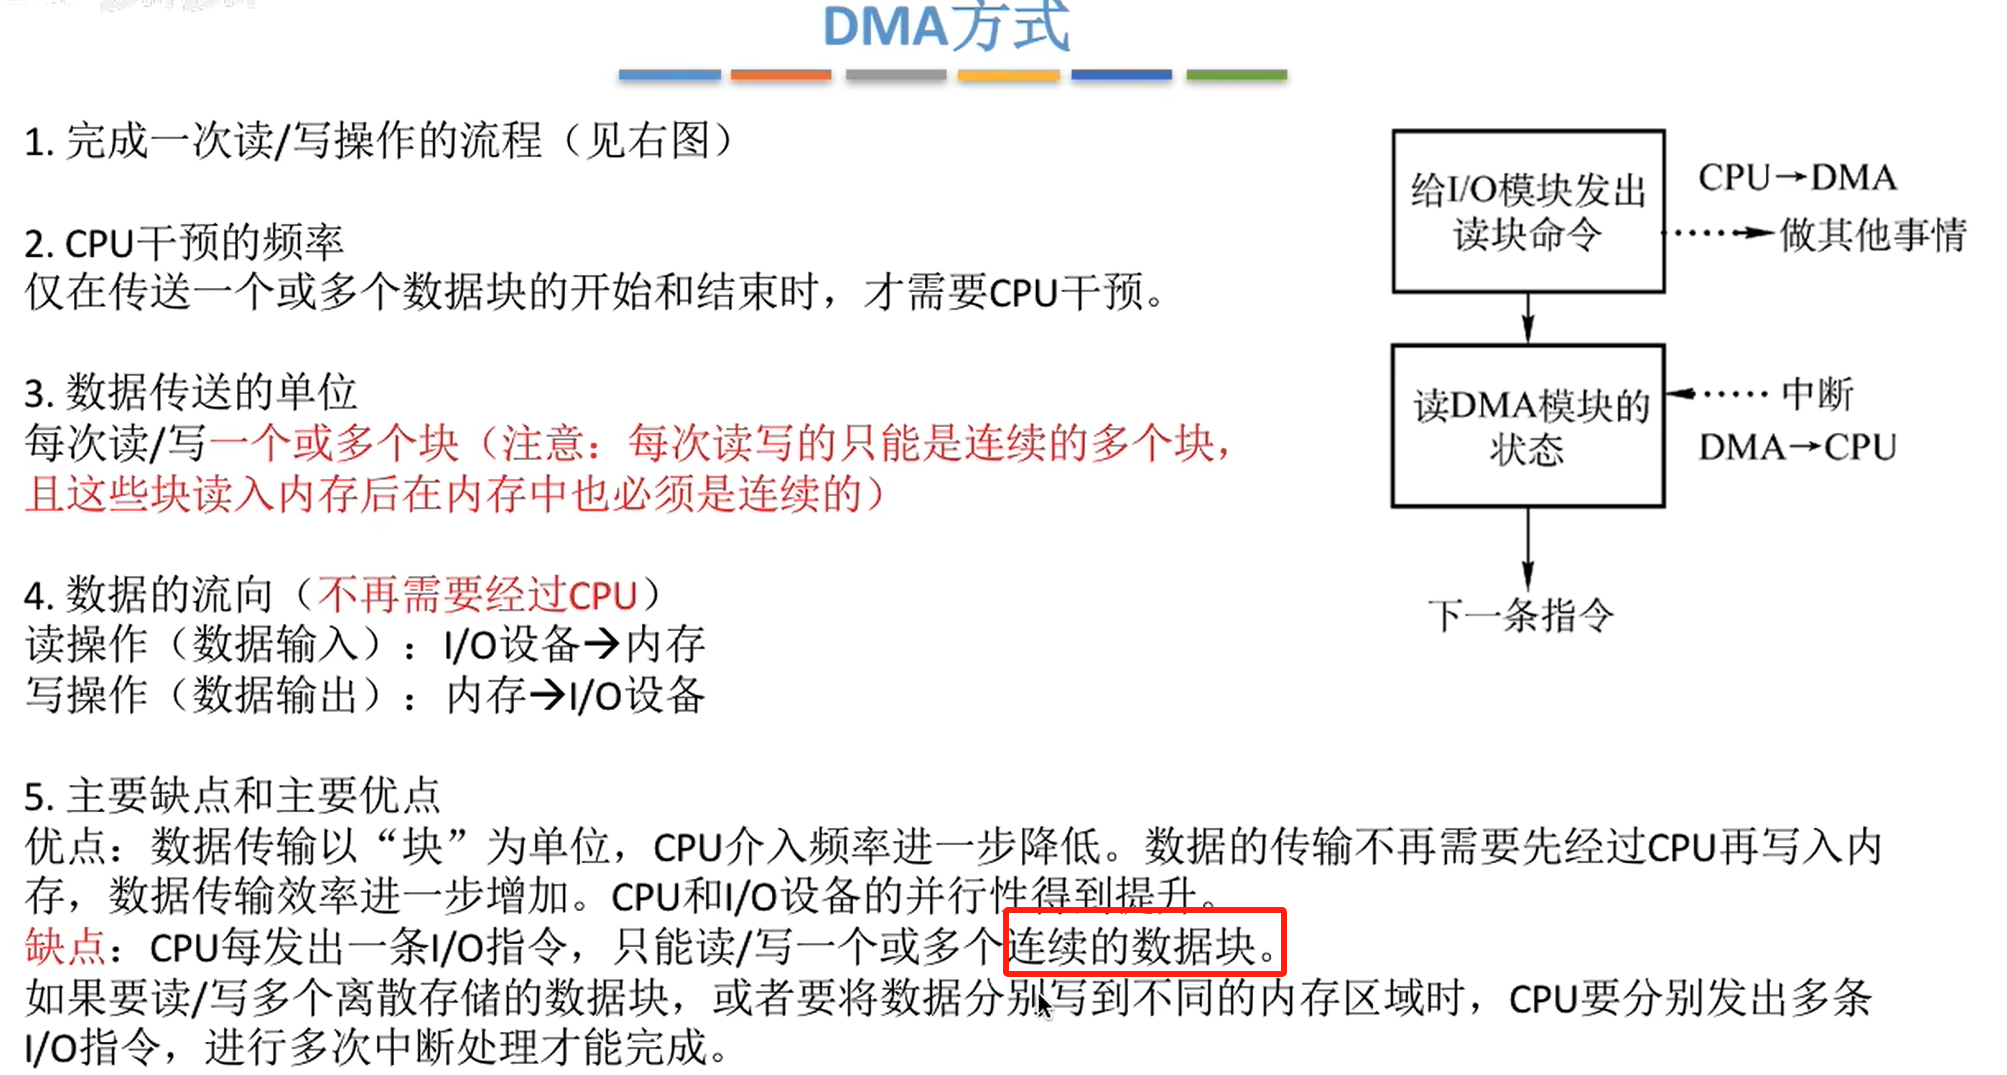 DMA方式
1. 完成一次读/写操作的流程（见右图）
2. CPU干预的频率
仅在传送一个或多个数据块的开始和结束时，才需要CPU干预。
3. 数据传送的单位
每次读/写一个或多个块（注意：每次读写的只能是连续的多个块，
且这些块读入内存后在内存中也必须是连续的）
4. 数据的流向（不再需要经过CPU）
读操作（数据输入）：I/O设备→内存
写操作（数据输出）：内存→I/O设备
5. 主要缺点和主要优点
优点：数据传输以“块”为单位，CPU介入频率进一步降低。数据的传输不再需要先经过CPU再写入内
存，数据传输效率进一步增加。CPU和I/O设备的并行性得到提升。
缺点：CPU每发出一条I/O指令，只能读/写一个或多个连续的数据块。
如果要读/写多个离散存储的数据块，或者要将数据分别写到不同的内存区域时，CPU要分别发出多条
I/O指令，进行多次中断处理才能完成。
给I/O模块发出
读块命令
CPU→DMA
做其他事情
读DMA模块的
状态
中断
DMA→CPU
下一条指令